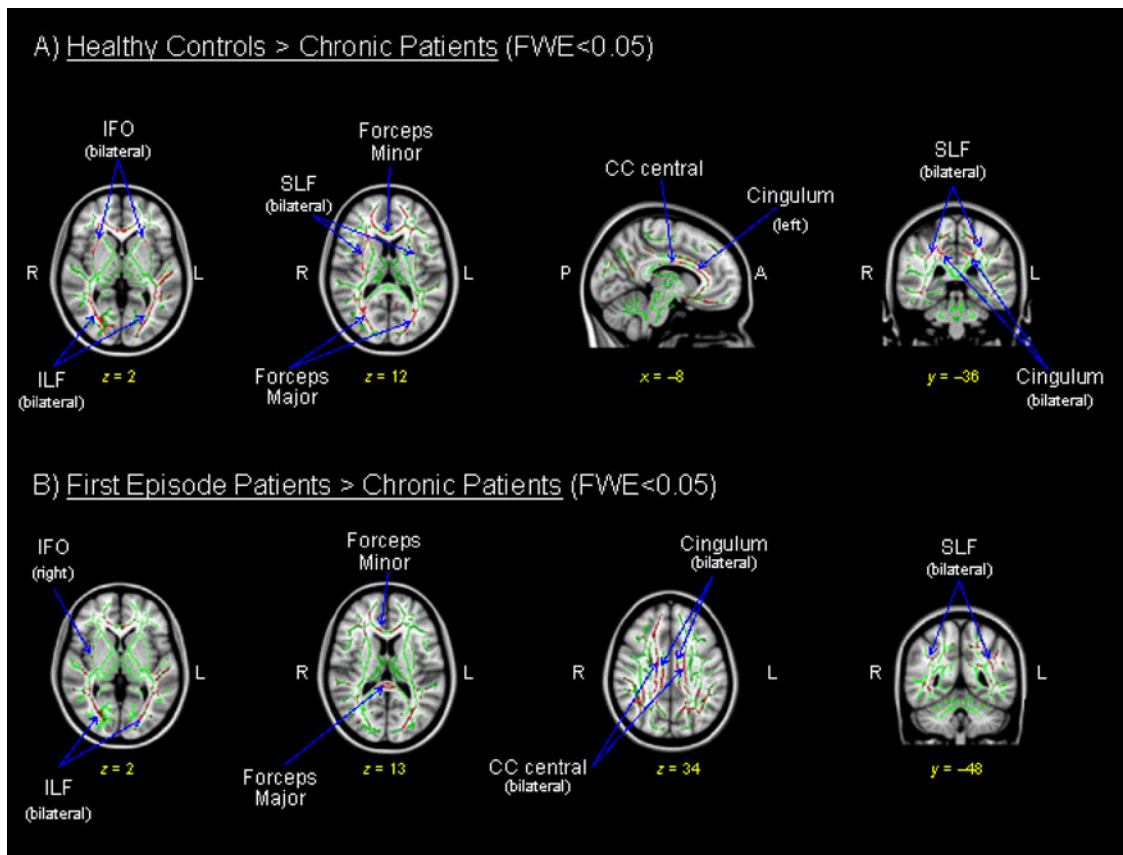 A) Healthy Controls > Chronic Patients (FWE<0.05)
IFO
(bilateral)
Forceps
Minor
SLF
(bilateral)
CC central
Cingulum
(left)
SLF
(bilateral)
R
L
R
L
P
A
R
L
ILF
(bilateral)
z = 2
Forceps
Major
z = 12
x = –8
y = –36
Cingulum
(bilateral)
B) First Episode Patients > Chronic Patients (FWE<0.05)
IFO
(right)
Forceps
Minor
Cingulum
(bilateral)
SLF
(bilateral)
L
R
L
R
L
R
L
ILF
(bilateral)
z = 2
Forceps
Major
z = 13
CC central
(bilateral)
z = 34
y = –48